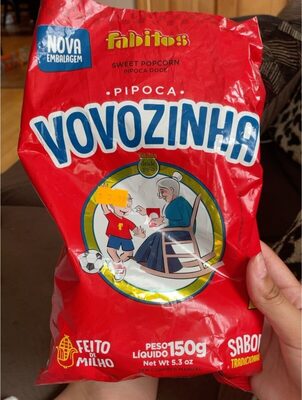 NOVA
EMBALAGEM
Fabitos
SWEET POPCORN
PIPOCA DOCE
• PIPOCA •
VOVOZINHA
FEITO
DE
MILHO
PESO
LÍQUIDO 150g
Net Wt 5.3 oz
SABOR
TRADICIONAL